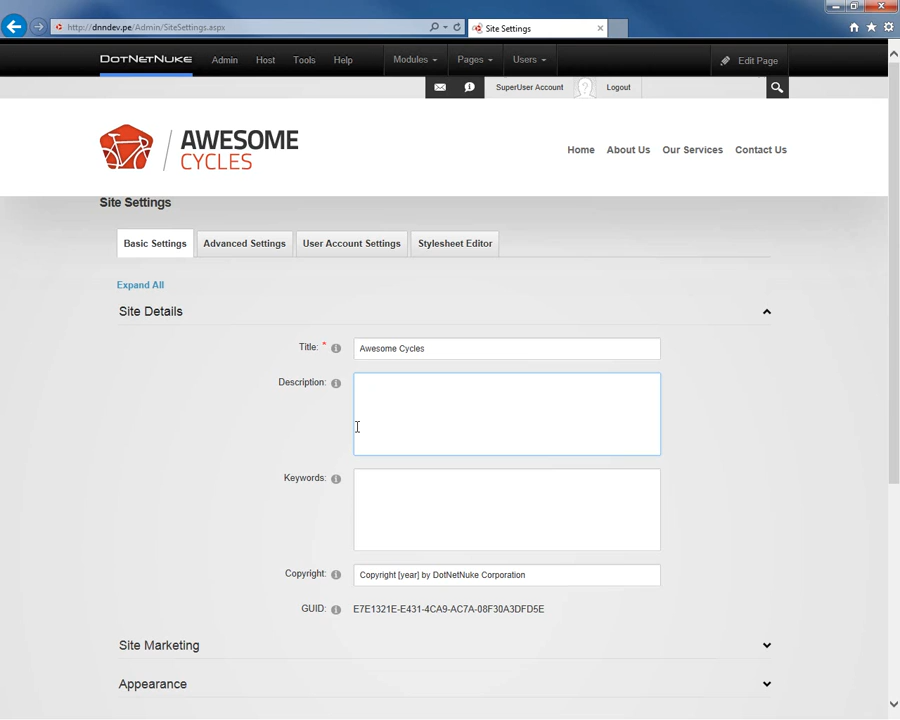 http://dnndev.pe/Admin/SiteSettings.aspx
Site Settings
DOTNETNUKE
Admin
Host
Tools
Help
Modules
Pages
Users
Edit Page
SuperUser Account
Logout
AWESOME
CYCLES
Home
About Us
Our Services
Contact Us
Site Settings
Basic Settings
Advanced Settings
User Account Settings
Stylesheet Editor
Expand All
Site Details
Title: *
Awesome Cycles
Description:
Keywords:
Copyright:
Copyright [year] by DotNetNuke Corporation
GUID:
E7E1321E-E431-4CA9-AC7A-08F30A3DFD5E
Site Marketing
Appearance